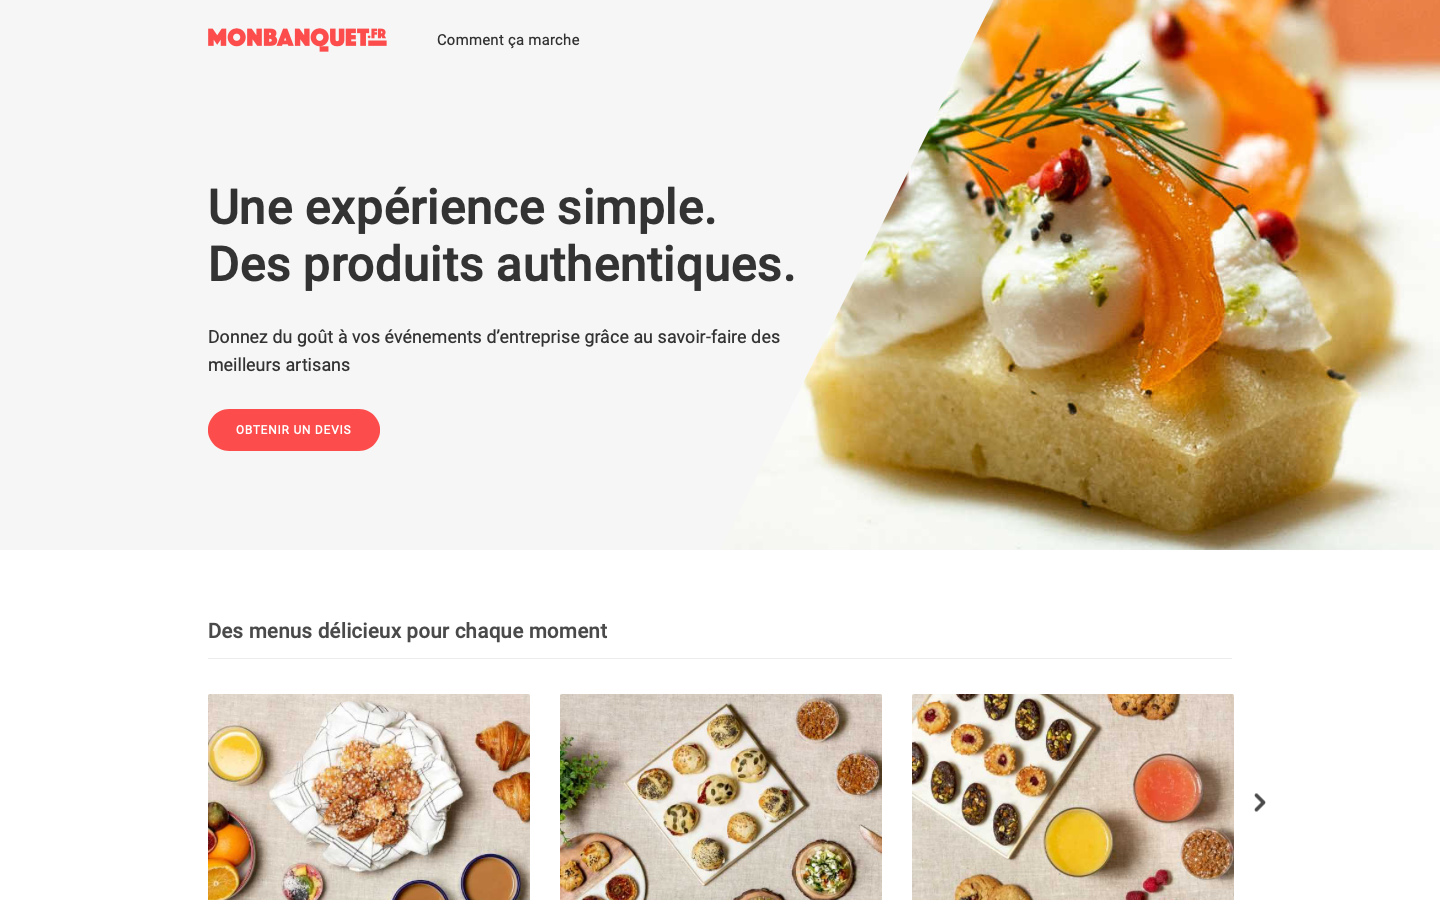 MONBANQUET.FR
Comment ça marche
Une expérience simple.
Des produits authentiques.
Donnez du goût à vos événements d’entreprise grâce au savoir-faire des
meilleurs artisans
OBTENIR UN DEVIS
Des menus délicieux pour chaque moment